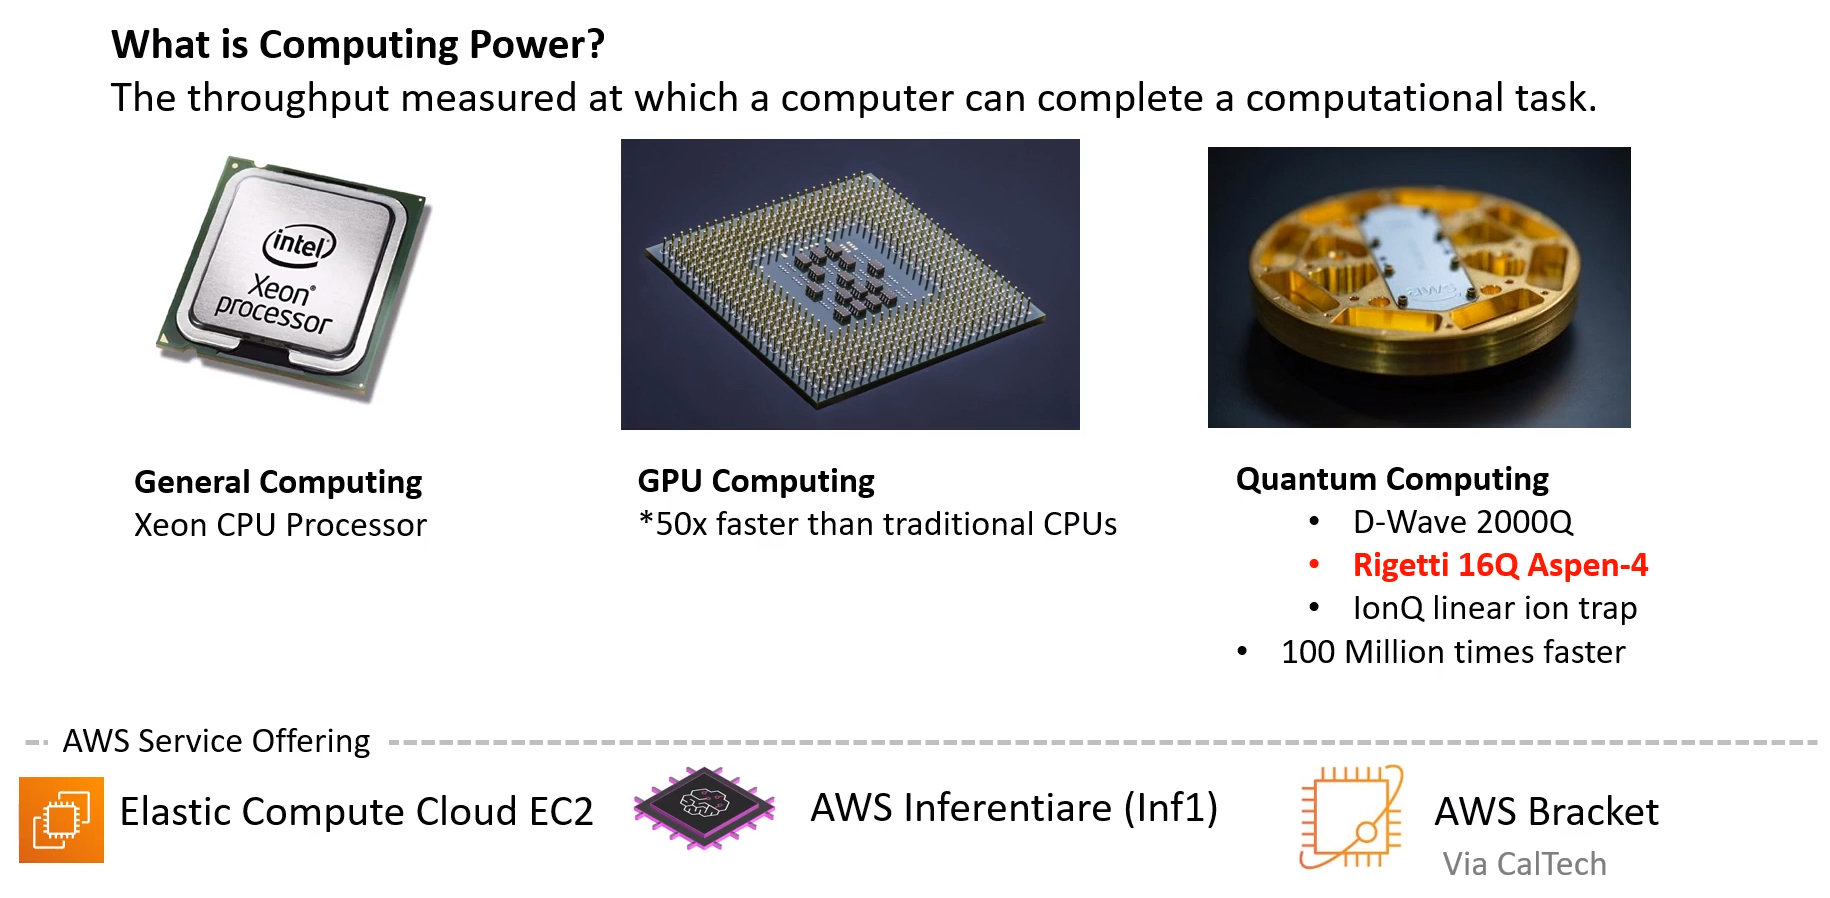 What is Computing Power?
The throughput measured at which a computer can complete a computational task.
intel
Xeon®
processor
aws
General Computing
Xeon CPU Processor
GPU Computing
*50x faster than traditional CPUs
Quantum Computing
• D-Wave 2000Q
• Rigetti 16Q Aspen-4
• IonQ linear ion trap
• 100 Million times faster
AWS Service Offering
Elastic Compute Cloud EC2
AWS Inferentiare (Inf1)
AWS Bracket
Via CalTech